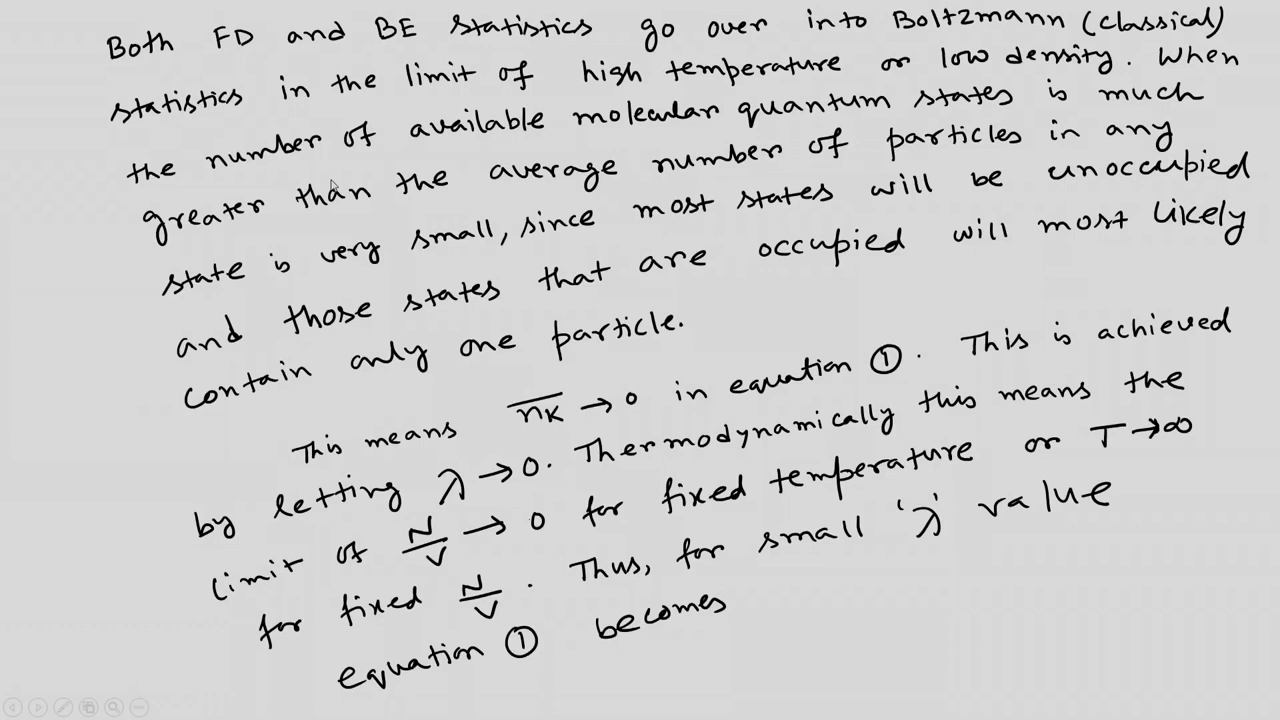 Both FD and BE statistics go over into Boltzmann (classical)
statistics in the limit of high temperature or low density. When
the number of available molecular quantum states is much
greater than the average number of particles in any
state is very small, since most states will be unoccupied
and those states that are occupied will most likely
contain only one particle.
This means \overline{n_K} → 0 in equation ①. This is achieved
by letting λ → 0. Thermodynamically this means the
limit of N/V → 0 for fixed temperature or T → ∞
for fixed N/V. Thus, for small 'λ' value
equation ① becomes